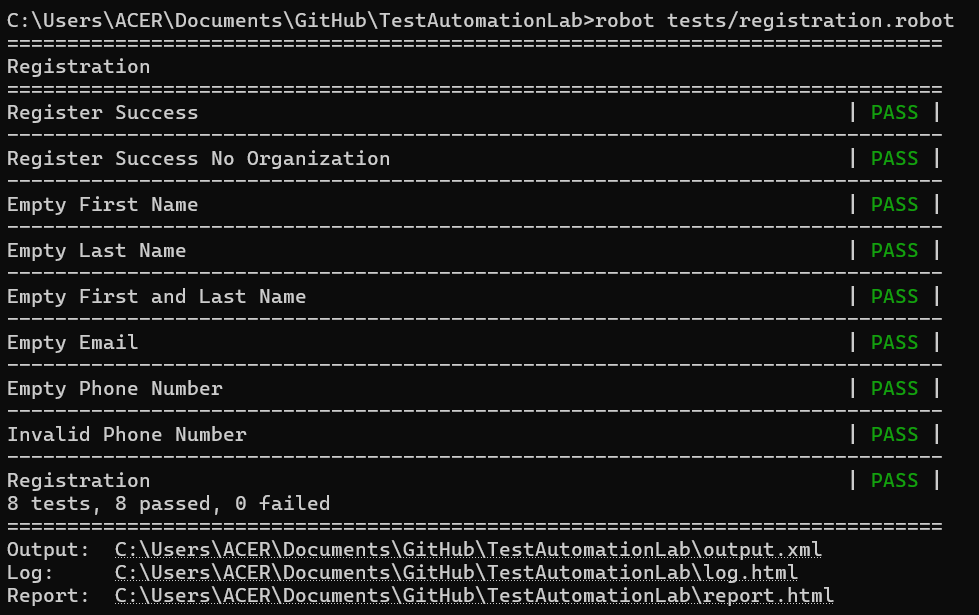 C:\Users\ACER\Documents\GitHub\TestAutomationLab>robot tests/registration.robot
==============================================================================
Registration
==============================================================================
Register Success                                                      | PASS |
------------------------------------------------------------------------------
Register Success No Organization                                      | PASS |
------------------------------------------------------------------------------
Empty First Name                                                      | PASS |
------------------------------------------------------------------------------
Empty Last Name                                                       | PASS |
------------------------------------------------------------------------------
Empty First and Last Name                                             | PASS |
------------------------------------------------------------------------------
Empty Email                                                           | PASS |
------------------------------------------------------------------------------
Empty Phone Number                                                    | PASS |
------------------------------------------------------------------------------
Invalid Phone Number                                                  | PASS |
------------------------------------------------------------------------------
Registration                                                          | PASS |
8 tests, 8 passed, 0 failed
==============================================================================
Output:  C:\Users\ACER\Documents\GitHub\TestAutomationLab\output.xml
Log:     C:\Users\ACER\Documents\GitHub\TestAutomationLab\log.html
Report:  C:\Users\ACER\Documents\GitHub\TestAutomationLab\report.html